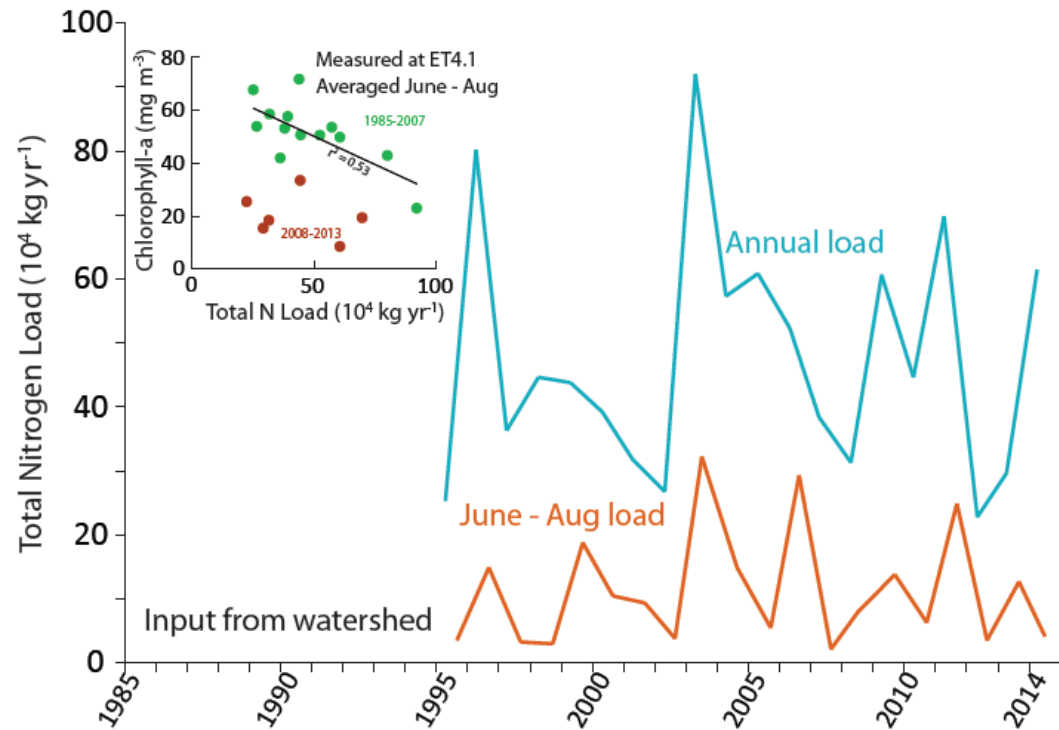 100
80
60
40
20
0
Total Nitrogen Load (10⁴ kg yr⁻¹)
80
60
40
20
0
Chlorophyll-a (mg m⁻³)
Measured at ET4.1
Averaged June - Aug
1985-2007
r² = 0.53
2008-2013
0 50 100
Total N Load (10⁴ kg yr⁻¹)
Annual load
June - Aug load
Input from watershed
1985 1990 1995 2000 2005 2010 2014